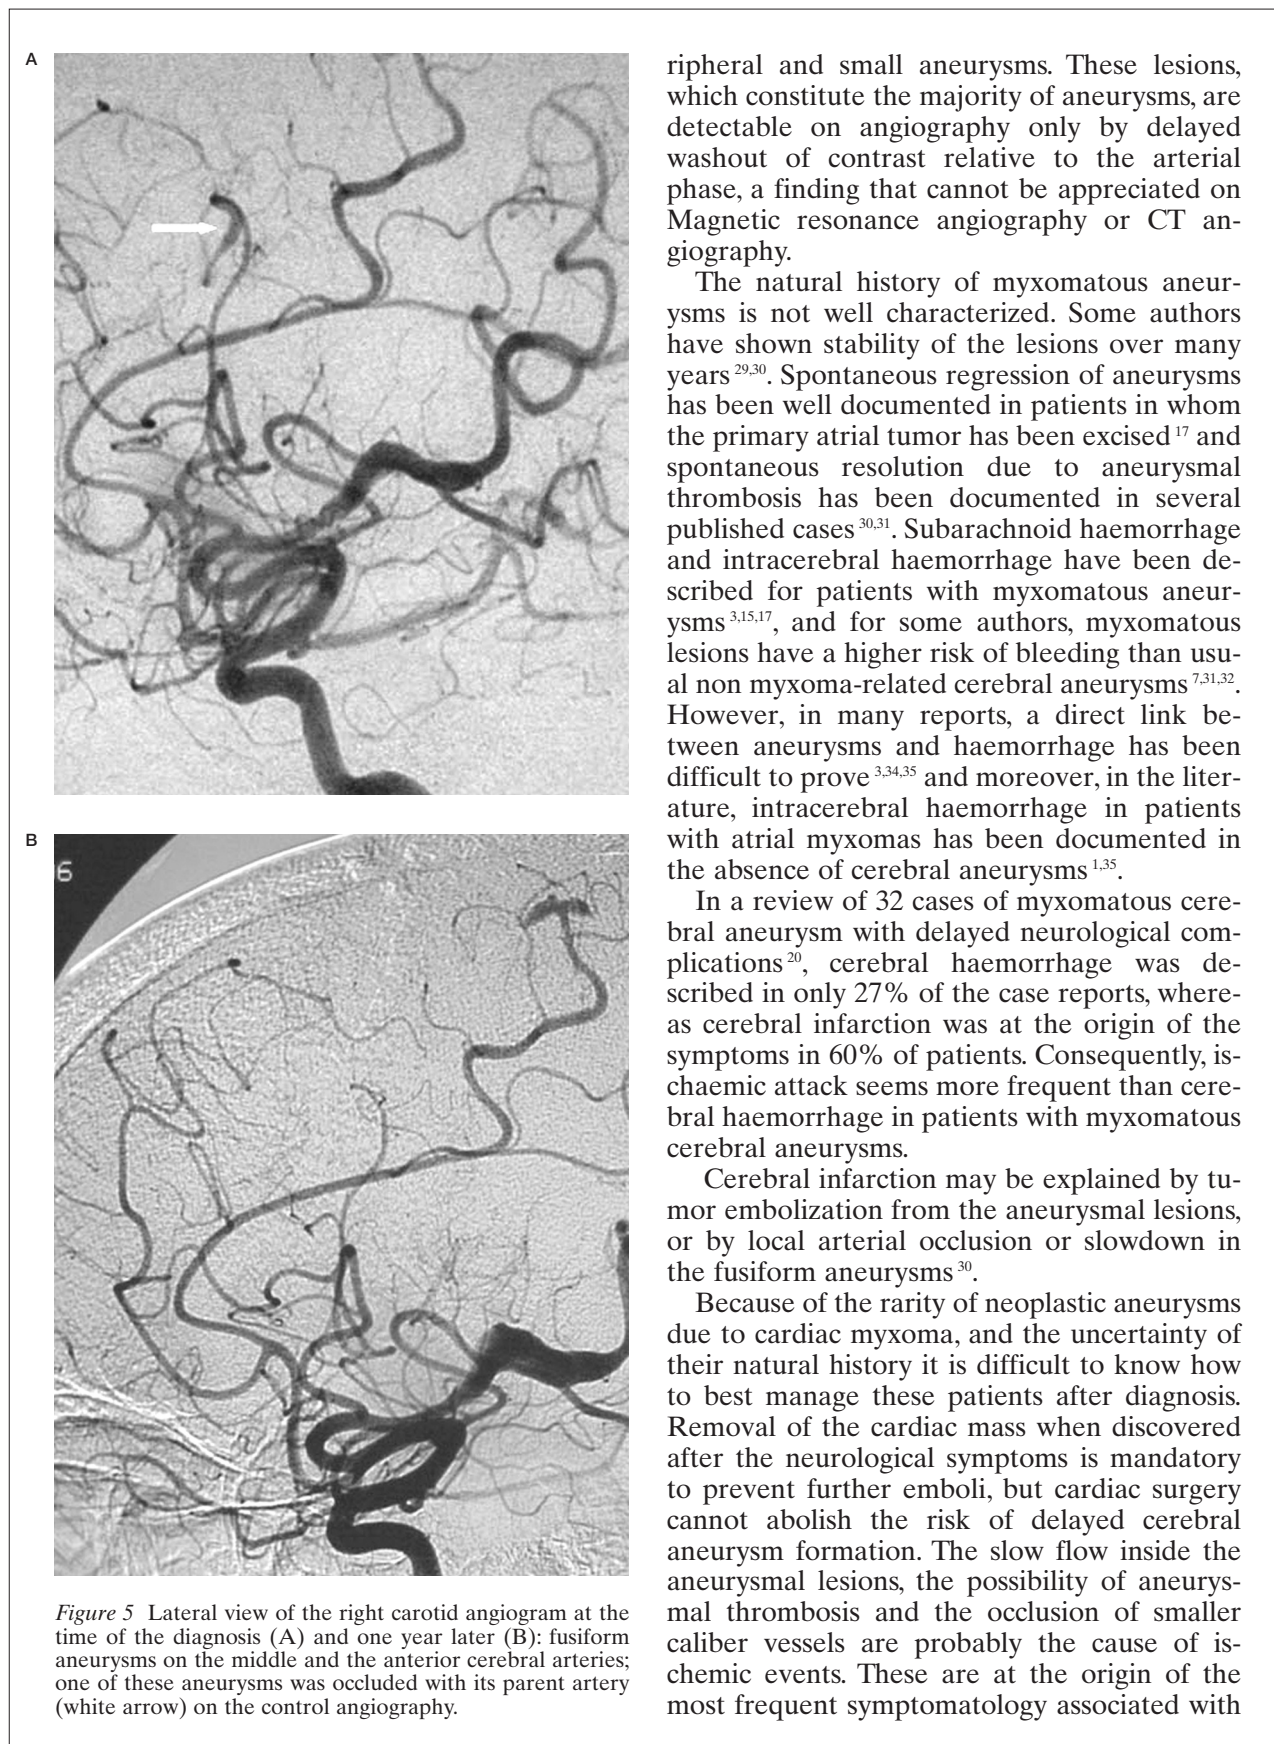 A
B
6
Figure 5 Lateral view of the right carotid angiogram at the
time of the diagnosis (A) and one year later (B): fusiform
aneurysms on the middle and the anterior cerebral arteries;
one of these aneurysms was occluded with its parent artery
(white arrow) on the control angiography.
ripheral and small aneurysms. These lesions,
which constitute the majority of aneurysms, are
detectable on angiography only by delayed
washout of contrast relative to the arterial
phase, a finding that cannot be appreciated on
Magnetic resonance angiography or CT an-
giography.
The natural history of myxomatous aneur-
ysms is not well characterized. Some authors
have shown stability of the lesions over many
years 29,30. Spontaneous regression of aneurysms
has been well documented in patients in whom
the primary atrial tumor has been excised 17 and
spontaneous resolution due to aneurysmal
thrombosis has been documented in several
published cases 30,31. Subarachnoid haemorrhage
and intracerebral haemorrhage have been de-
scribed for patients with myxomatous aneur-
ysms 3,15,17, and for some authors, myxomatous
lesions have a higher risk of bleeding than usu-
al non myxoma-related cerebral aneurysms 7,31,32.
However, in many reports, a direct link be-
tween aneurysms and haemorrhage has been
difficult to prove 3,34,35 and moreover, in the liter-
ature, intracerebral haemorrhage in patients
with atrial myxomas has been documented in
the absence of cerebral aneurysms 1,35.
In a review of 32 cases of myxomatous cere-
bral aneurysm with delayed neurological com-
plications 20, cerebral haemorrhage was de-
scribed in only 27% of the case reports, where-
as cerebral infarction was at the origin of the
symptoms in 60% of patients. Consequently, is-
chaemic attack seems more frequent than cere-
bral haemorrhage in patients with myxomatous
cerebral aneurysms.
Cerebral infarction may be explained by tu-
mor embolization from the aneurysmal lesions,
or by local arterial occlusion or slowdown in
the fusiform aneurysms 30.
Because of the rarity of neoplastic aneurysms
due to cardiac myxoma, and the uncertainty of
their natural history it is difficult to know how
to best manage these patients after diagnosis.
Removal of the cardiac mass when discovered
after the neurological symptoms is mandatory
to prevent further emboli, but cardiac surgery
cannot abolish the risk of delayed cerebral
aneurysm formation. The slow flow inside the
aneurysmal lesions, the possibility of aneurys-
mal thrombosis and the occlusion of smaller
caliber vessels are probably the cause of is-
chemic events. These are at the origin of the
most frequent symptomatology associated with